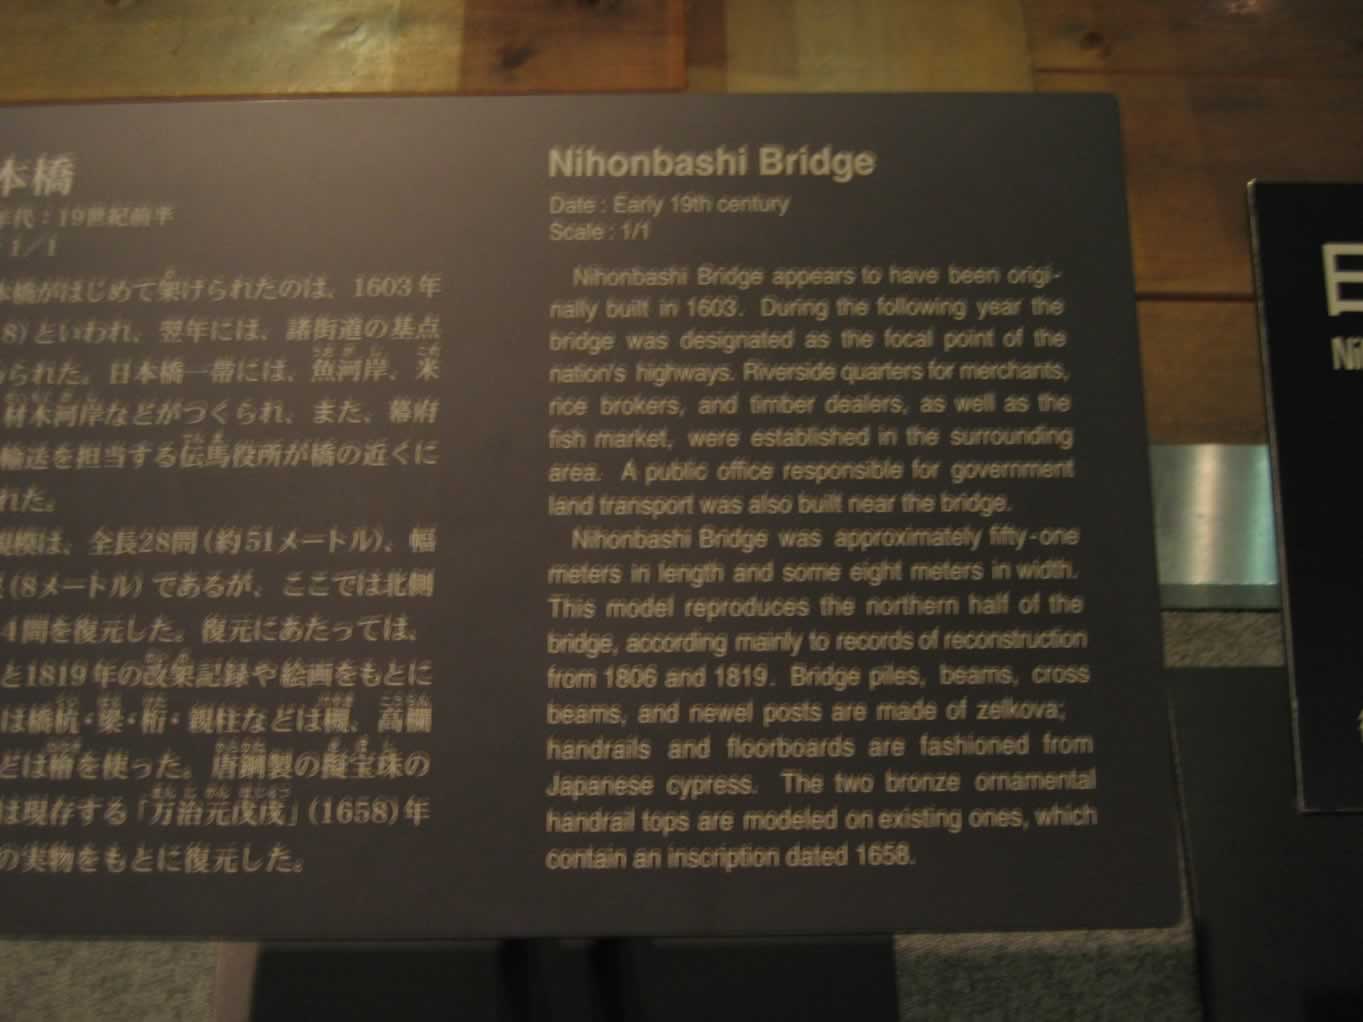 本橋
年代：19世紀前半
1／1
本橋がはじめて架けられたのは、1603年
8)といわれ、翌年には、諸街道の基点
られた。日本橋一帯には、魚河岸、米
材木河岸などがつくられ、また、幕府
輸送を担当する伝馬役所が橋の近くに
れた。
規模は、全長28間(約51メートル)、幅
(8メートル)であるが、ここでは北側
4間を復元した。復元にあたっては、
と1819年の改架記録や絵画をもとに
は橋杭・梁・桁・親柱などは欅、高欄
どは檜を使った。唐銅製の擬宝珠の
は現存する「万治元戊戌」(1658)年
の実物をもとに復元した。
Nihonbashi Bridge
Date : Early 19th century
Scale : 1/1
Nihonbashi Bridge appears to have been origi-
nally built in 1603. During the following year the
bridge was designated as the focal point of the
nation's highways. Riverside quarters for merchants,
rice brokers, and timber dealers, as well as the
fish market, were established in the surrounding
area. A public office responsible for government
land transport was also built near the bridge.
Nihonbashi Bridge was approximately fifty-one
meters in length and some eight meters in width.
This model reproduces the northern half of the
bridge, according mainly to records of reconstruction
from 1806 and 1819. Bridge piles, beams, cross
beams, and newel posts are made of zelkova;
handrails and floorboards are fashioned from
Japanese cypress. The two bronze ornamental
handrail tops are modeled on existing ones, which
contain an inscription dated 1658.
日
Ni